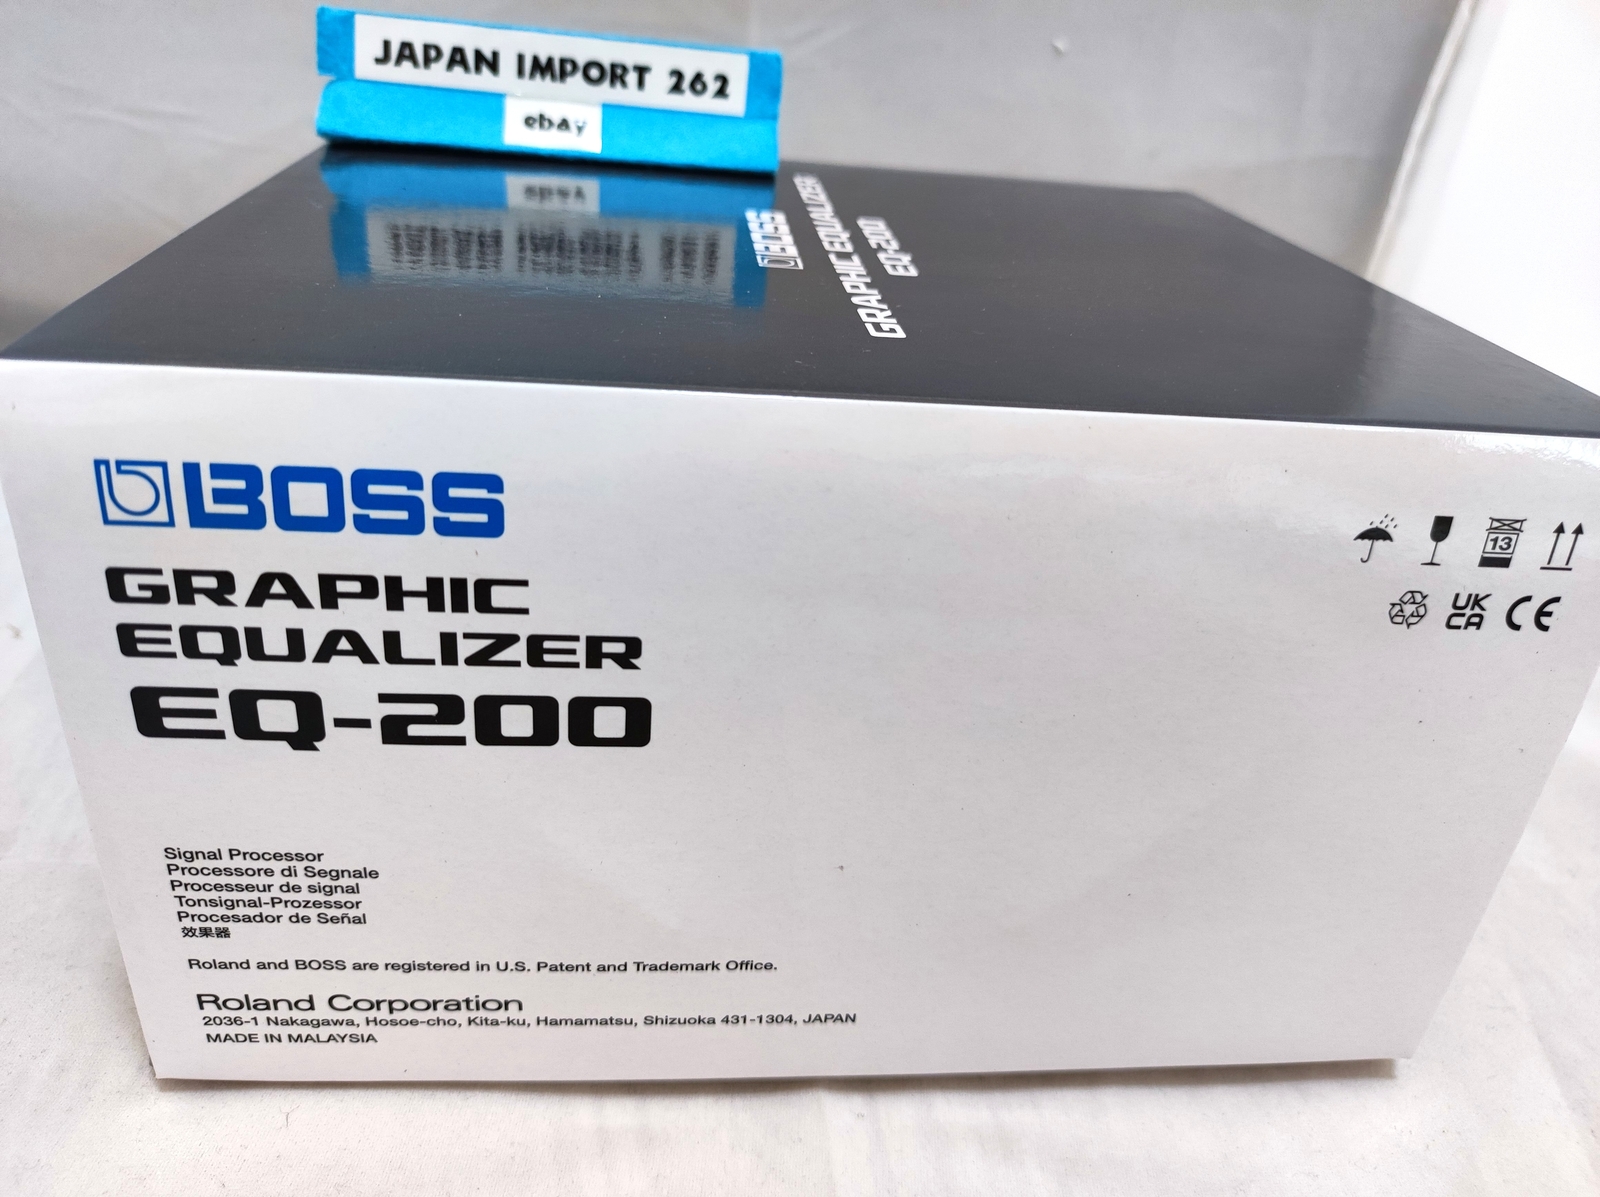 JAPAN IMPORT 262
ebay
BOSS
GRAPHIC EQUALIZER
EQ-200
BOSS
GRAPHIC
EQUALIZER
EQ-200
13
UK
CA
CE
Signal Processor
Processore di Segnale
Processeur de signal
Tonsignal-Prozessor
Procesador de Señal
效果器
Roland and BOSS are registered in U.S. Patent and Trademark Office.
Roland Corporation
2036-1 Nakagawa, Hosoe-cho, Kita-ku, Hamamatsu, Shizuoka 431-1304, JAPAN
MADE IN MALAYSIA